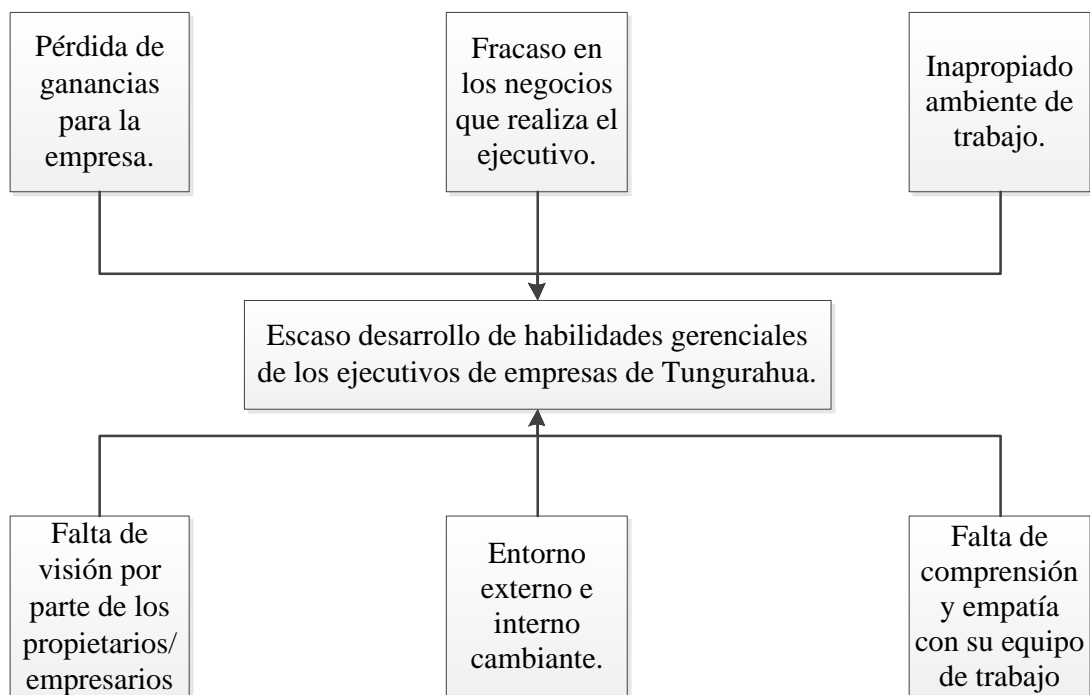 Pérdida de
ganancias
para la
empresa.
Fracaso en
los negocios
que realiza el
ejecutivo.
Inapropiado
ambiente de
trabajo.
Escaso desarrollo de habilidades gerenciales
de los ejecutivos de empresas de Tungurahua.
Falta de
visión por
parte de los
propietarios/
empresarios
Entorno
externo e
interno
cambiante.
Falta de
comprensión
y empatía
con su equipo
de trabajo